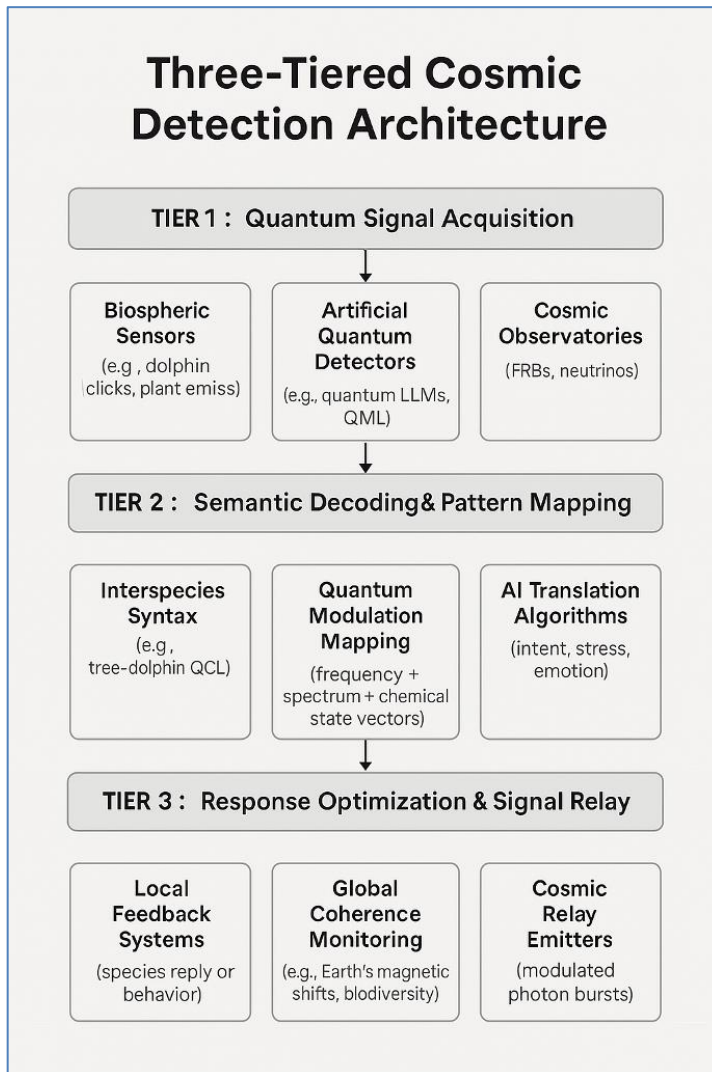 Three-Tiered Cosmic
Detection Architecture
TIER 1 : Quantum Signal Acquisition
Biospheric
Sensors
(e.g , dolphin
clicks, plant emiss)
Artificial
Quantum
Detectors
(e.g., quantum LLMs,
QML)
Cosmic
Observatories
(FRBs, neutrinos)
TIER 2 : Semantic Decoding& Pattern Mapping
Interspecies
Syntax
(e.g ,
tree-dolphin QCL)
Quantum
Modulation
Mapping
(frequency +
spectrum + chemical
state vectors)
AI Translation
Algorithms
(intent, stress,
emotion)
TIER 3 : Response Optimization & Signal Relay
Local
Feedback
Systems
(species reply or
behavior)
Global
Coherence
Monitoring
(e.g., Earth's magnetic
shifts, blodiversity)
Cosmic
Relay
Emitters
(modulated
photon bursts)